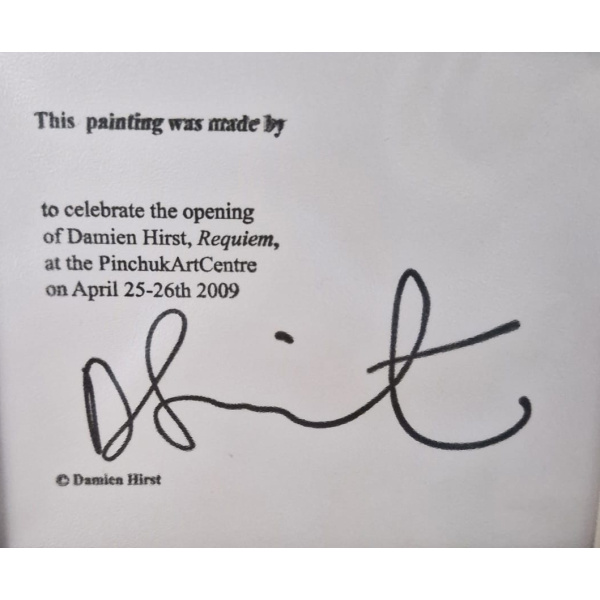 This painting was made by
to celebrate the opening
of Damien Hirst, Requiem,
at the PinchukArtCentre
on April 25-26th 2009
D Hirst
© Damien Hirst